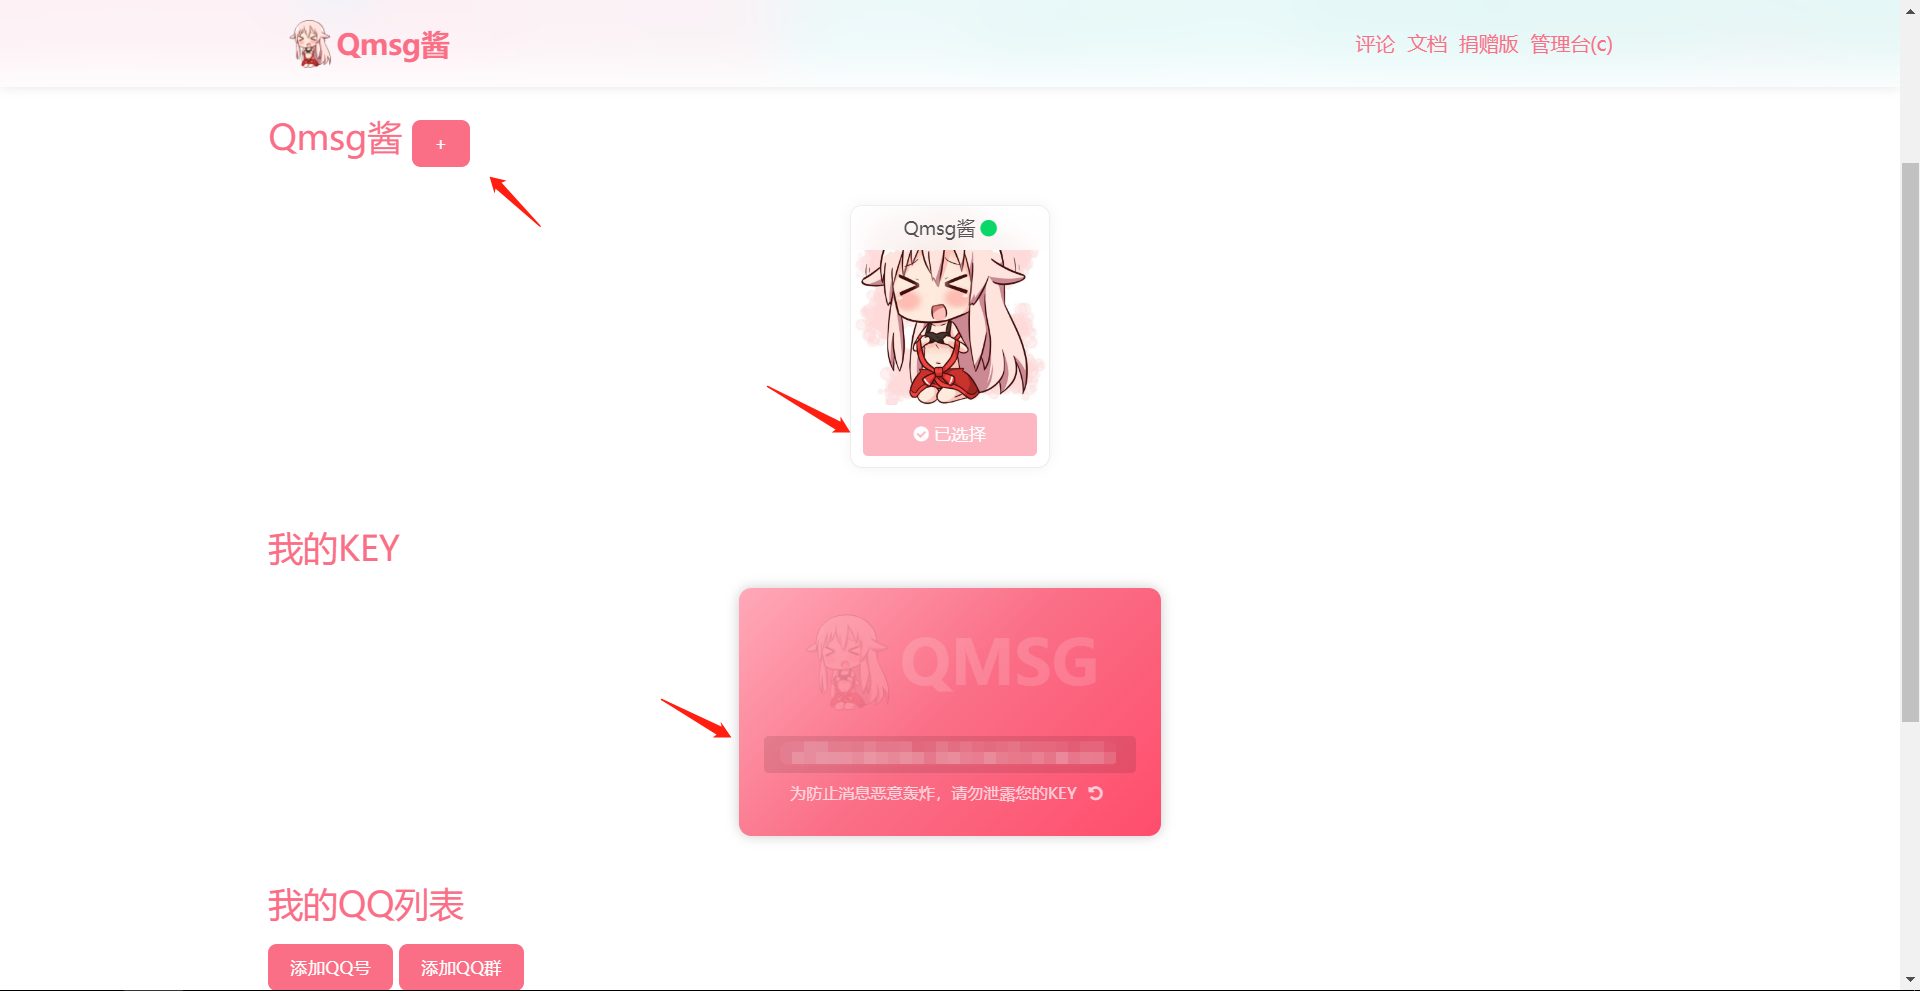 Qmsg酱
评论 文档 捐赠版 管理台(c)
Qmsg酱 +
Qmsg酱
已选择
我的KEY
QMSG
为防止消息恶意轰炸，请勿泄露您的KEY
我的QQ列表
添加QQ号 添加QQ群